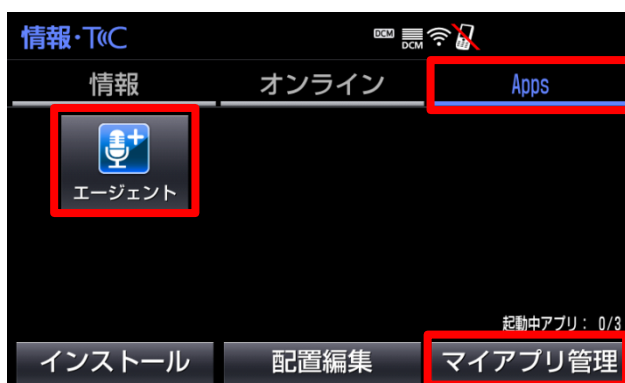 情報・T((C
DCM DCM
情報 オンライン Apps
エージェント
起動中アプリ： 0/3
インストール 配置編集 マイアプリ管理